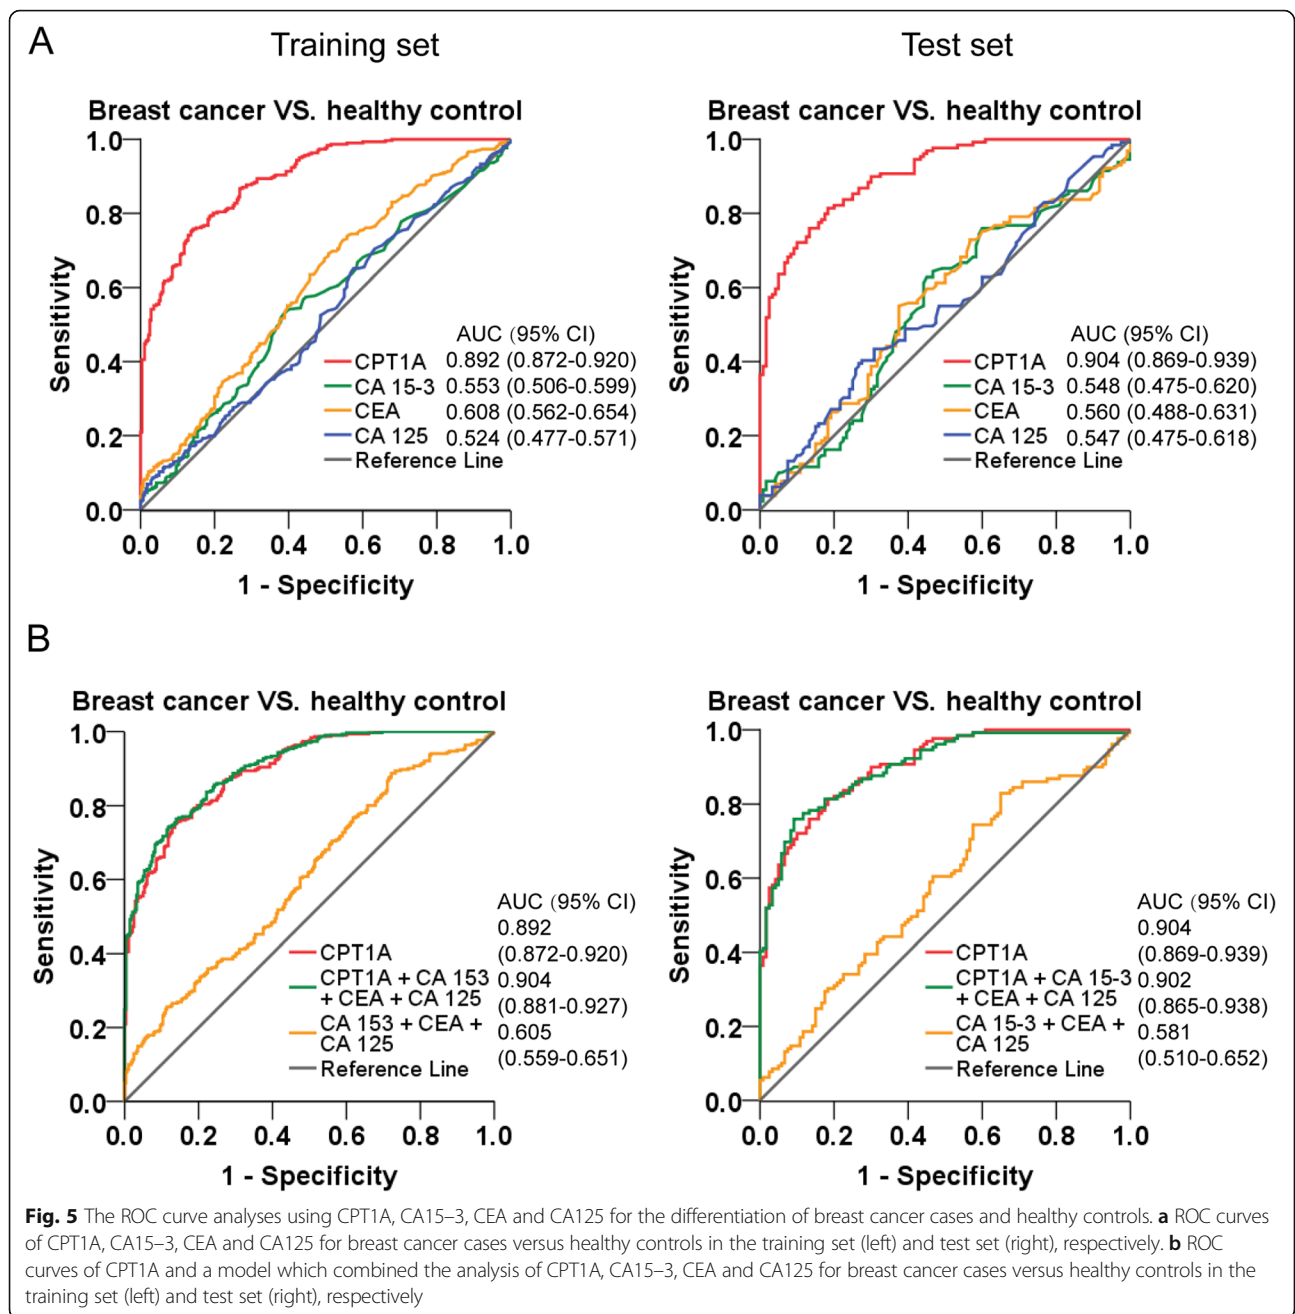 A
Training set
Test set
Breast cancer VS. healthy control
1.0
0.8
0.6
0.4
0.2
0.0
Sensitivity
0.0 0.2 0.4 0.6 0.8 1.0
1 - Specificity
AUC (95% CI)
CPT1A 0.892 (0.872-0.920)
CA 15-3 0.553 (0.506-0.599)
CEA 0.608 (0.562-0.654)
CA 125 0.524 (0.477-0.571)
Reference Line
Breast cancer VS. healthy control
1.0
0.8
0.6
0.4
0.2
0.0
Sensitivity
0.0 0.2 0.4 0.6 0.8 1.0
1 - Specificity
AUC (95% CI)
CPT1A 0.904 (0.869-0.939)
CA 15-3 0.548 (0.475-0.620)
CEA 0.560 (0.488-0.631)
CA 125 0.547 (0.475-0.618)
Reference Line
B
Breast cancer VS. healthy control
1.0
0.8
0.6
0.4
0.2
0.0
Sensitivity
0.0 0.2 0.4 0.6 0.8 1.0
1 - Specificity
AUC (95% CI)
0.892
CPT1A (0.872-0.920)
CPT1A + CA 153 0.904
+ CEA + CA 125 (0.881-0.927)
CA 153 + CEA + 0.605
CA 125 (0.559-0.651)
Reference Line
Breast cancer VS. healthy control
1.0
0.8
0.6
0.4
0.2
0.0
Sensitivity
0.0 0.2 0.4 0.6 0.8 1.0
1 - Specificity
AUC (95% CI)
0.904
CPT1A (0.869-0.939)
CPT1A + CA 15-3 0.902
+ CEA + CA 125 (0.865-0.938)
CA 15-3 + CEA + 0.581
CA 125 (0.510-0.652)
Reference Line
Fig. 5 The ROC curve analyses using CPT1A, CA15–3, CEA and CA125 for the differentiation of breast cancer cases and healthy controls. a ROC curves
of CPT1A, CA15–3, CEA and CA125 for breast cancer cases versus healthy controls in the training set (left) and test set (right), respectively. b ROC
curves of CPT1A and a model which combined the analysis of CPT1A, CA15–3, CEA and CA125 for breast cancer cases versus healthy controls in the
training set (left) and test set (right), respectively